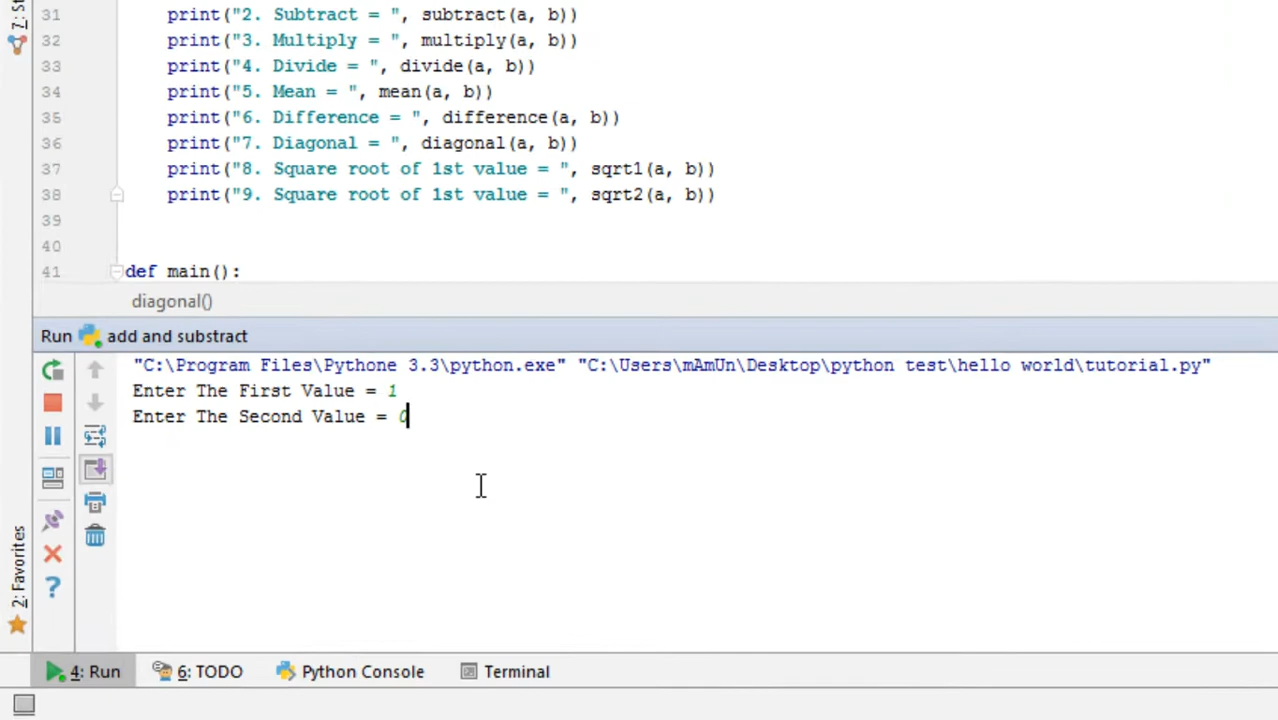 31 print("2. Subtract = ", subtract(a, b))
32 print("3. Multiply = ", multiply(a, b))
33 print("4. Divide = ", divide(a, b))
34 print("5. Mean = ", mean(a, b))
35 print("6. Difference = ", difference(a, b))
36 print("7. Diagonal = ", diagonal(a, b))
37 print("8. Square root of 1st value = ", sqrt1(a, b))
38 print("9. Square root of 1st value = ", sqrt2(a, b))
39
40
41 def main():
diagonal()
Run add and substract
"C:\Program Files\Pythone 3.3\python.exe" "C:\Users\mAmUn\Desktop\python test\hello world\tutorial.py"
Enter The First Value = 1
Enter The Second Value = 0
2: Favorites
4: Run 6: TODO Python Console Terminal